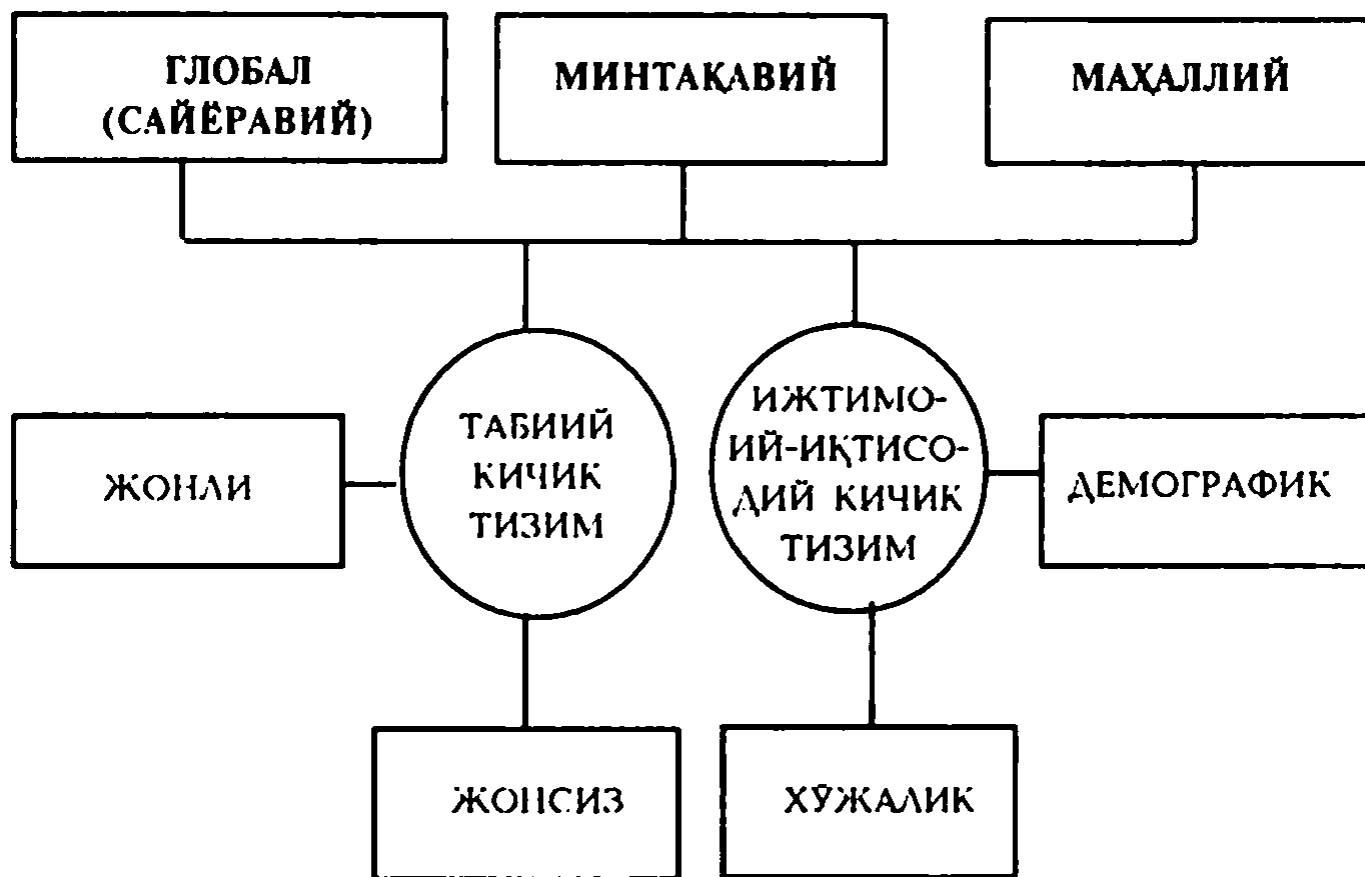 ГЛОБАЛ
(САЙЁРАВИЙ)
МИНТАҚАВИЙ
МАҲАЛЛИЙ
ЖОНЛИ
ТАБИИЙ
КИЧИК
ТИЗИМ
ИЖТИМО-
ИЙ-ИҚТИСО-
ДИЙ КИЧИК
ТИЗИМ
ДЕМОГРАФИК
ЖОНСИЗ
ХЎЖАЛИК